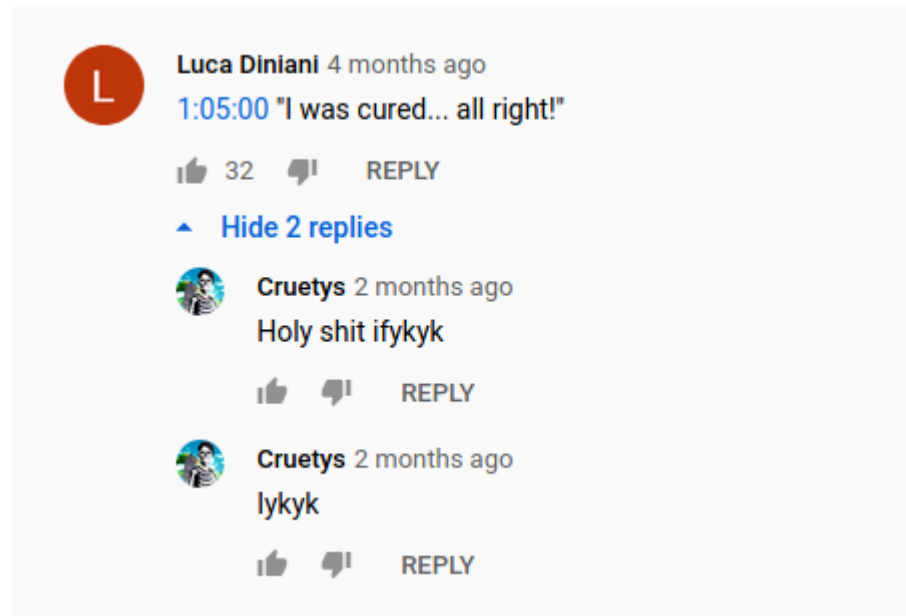 L
Luca Diniani 4 months ago
1:05:00 "I was cured... all right!"
32 REPLY
Hide 2 replies
Cruetys 2 months ago
Holy shit ifykyk
REPLY
Cruetys 2 months ago
Iykyk
REPLY